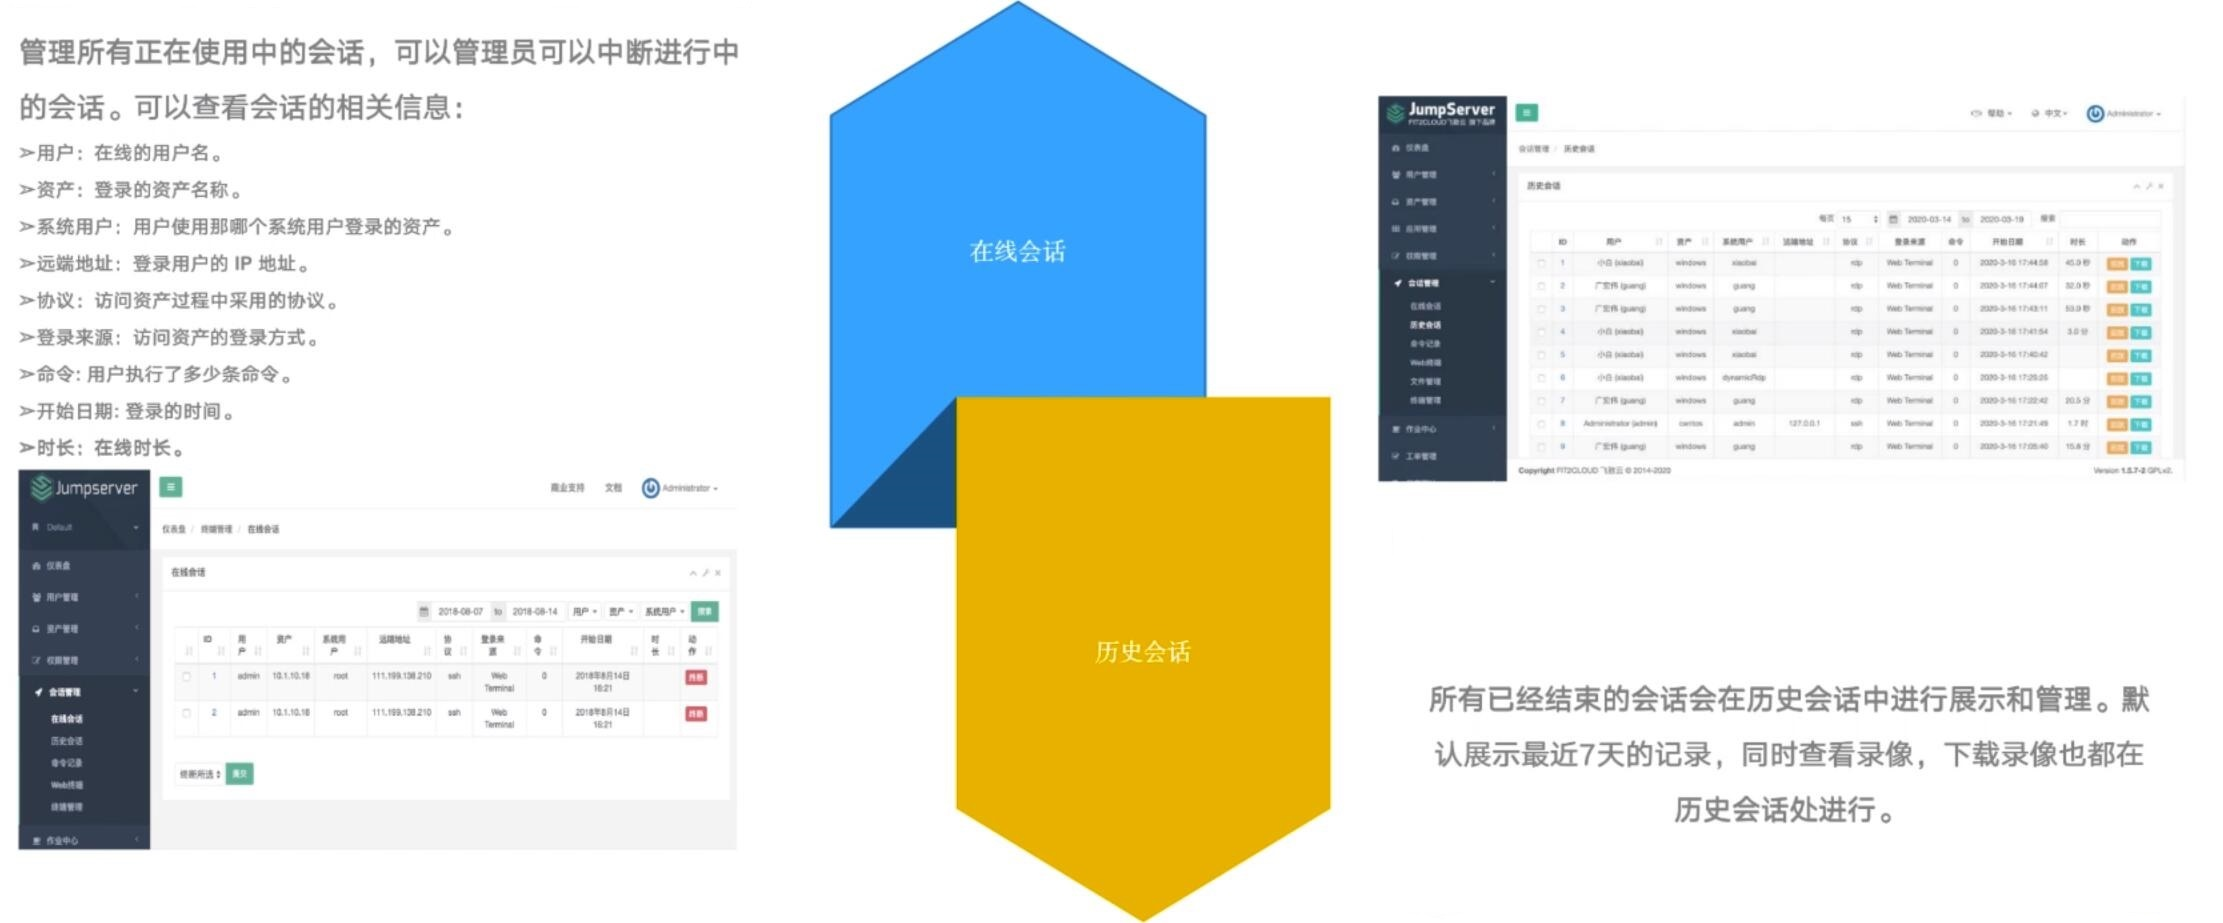 管理所有正在使用中的会话，可以管理员可以中断进行中
的会话。可以查看会话的相关信息：
➢用户：在线的用户名。
➢资产：登录的资产名称。
➢系统用户：用户使用那哪个系统用户登录的资产。
➢远端地址：登录用户的 IP 地址。
➢协议：访问资产过程中采用的协议。
➢登录来源：访问资产的登录方式。
➢命令: 用户执行了多少条命令。
➢开始日期: 登录的时间。
➢时长：在线时长。
Jumpserver
商业支持 文档 Administrator
Default
仪表盘 / 终端管理 / 在线会话
仪表盘
用户管理
资产管理
权限管理
会话管理
在线会话
历史会话
命令记录
Web终端
终端管理
作业中心
在线会话
2018-08-07 to 2018-08-14 用户 资产 系统用户 搜索
ID 用户 资产 系统用户 远端地址 协议 登录来源 命令 开始日期 时长 动作
1 admin 10.1.10.16 root 111.199.138.210 ssh Web Terminal 0 2018年8月14日 16:21 终断
2 admin 10.1.10.16 root 111.199.138.210 ssh Web Terminal 0 2018年8月14日 16:21 终断
终断所选 提交
在线会话
历史会话
JumpServer
FIT2CLOUD飞致云 旗下品牌
帮助 中文 Administrator
仪表盘
用户管理
资产管理
应用管理
权限管理
会话管理
在线会话
历史会话
命令记录
Web终端
文件管理
终端管理
作业中心
工单管理
会话管理 / 历史会话
历史会话
每页 15 2020-03-14 to 2020-03-19 搜索
ID 用户 资产 系统用户 远端地址 协议 登录来源 命令 开始日期 时长 动作
1 小白 (xiaobai) windows xiaobai rdp Web Terminal 0 2020-3-16 17:44:58 45.0 秒 回放 下载
2 广宏伟 (guang) windows guang rdp Web Terminal 0 2020-3-16 17:44:07 32.0 秒 回放 下载
3 广宏伟 (guang) windows guang rdp Web Terminal 0 2020-3-16 17:43:11 53.0 秒 回放 下载
4 小白 (xiaobai) windows xiaobai rdp Web Terminal 0 2020-3-16 17:41:54 3.0 分 回放 下载
5 小白 (xiaobai) windows xiaobai rdp Web Terminal 0 2020-3-16 17:40:42 回放 下载
6 小白 (xiaobai) windows dynamicRdp rdp Web Terminal 0 2020-3-16 17:25:25 回放 下载
7 广宏伟 (guang) windows guang rdp Web Terminal 0 2020-3-16 17:22:42 20.5 分 回放 下载
8 Administrator (admin) centos admin 127.0.0.1 ssh Web Terminal 0 2020-3-16 17:21:49 1.7 时 回放 下载
9 广宏伟 (guang) windows guang rdp Web Terminal 0 2020-3-16 17:05:40 15.8 分 回放 下载
Copyright FIT2CLOUD 飞致云 © 2014-2020
Version 1.5.7-2 GPLv2.
所有已经结束的会话会在历史会话中进行展示和管理。默
认展示最近7天的记录，同时查看录像，下载录像也都在
历史会话处进行。